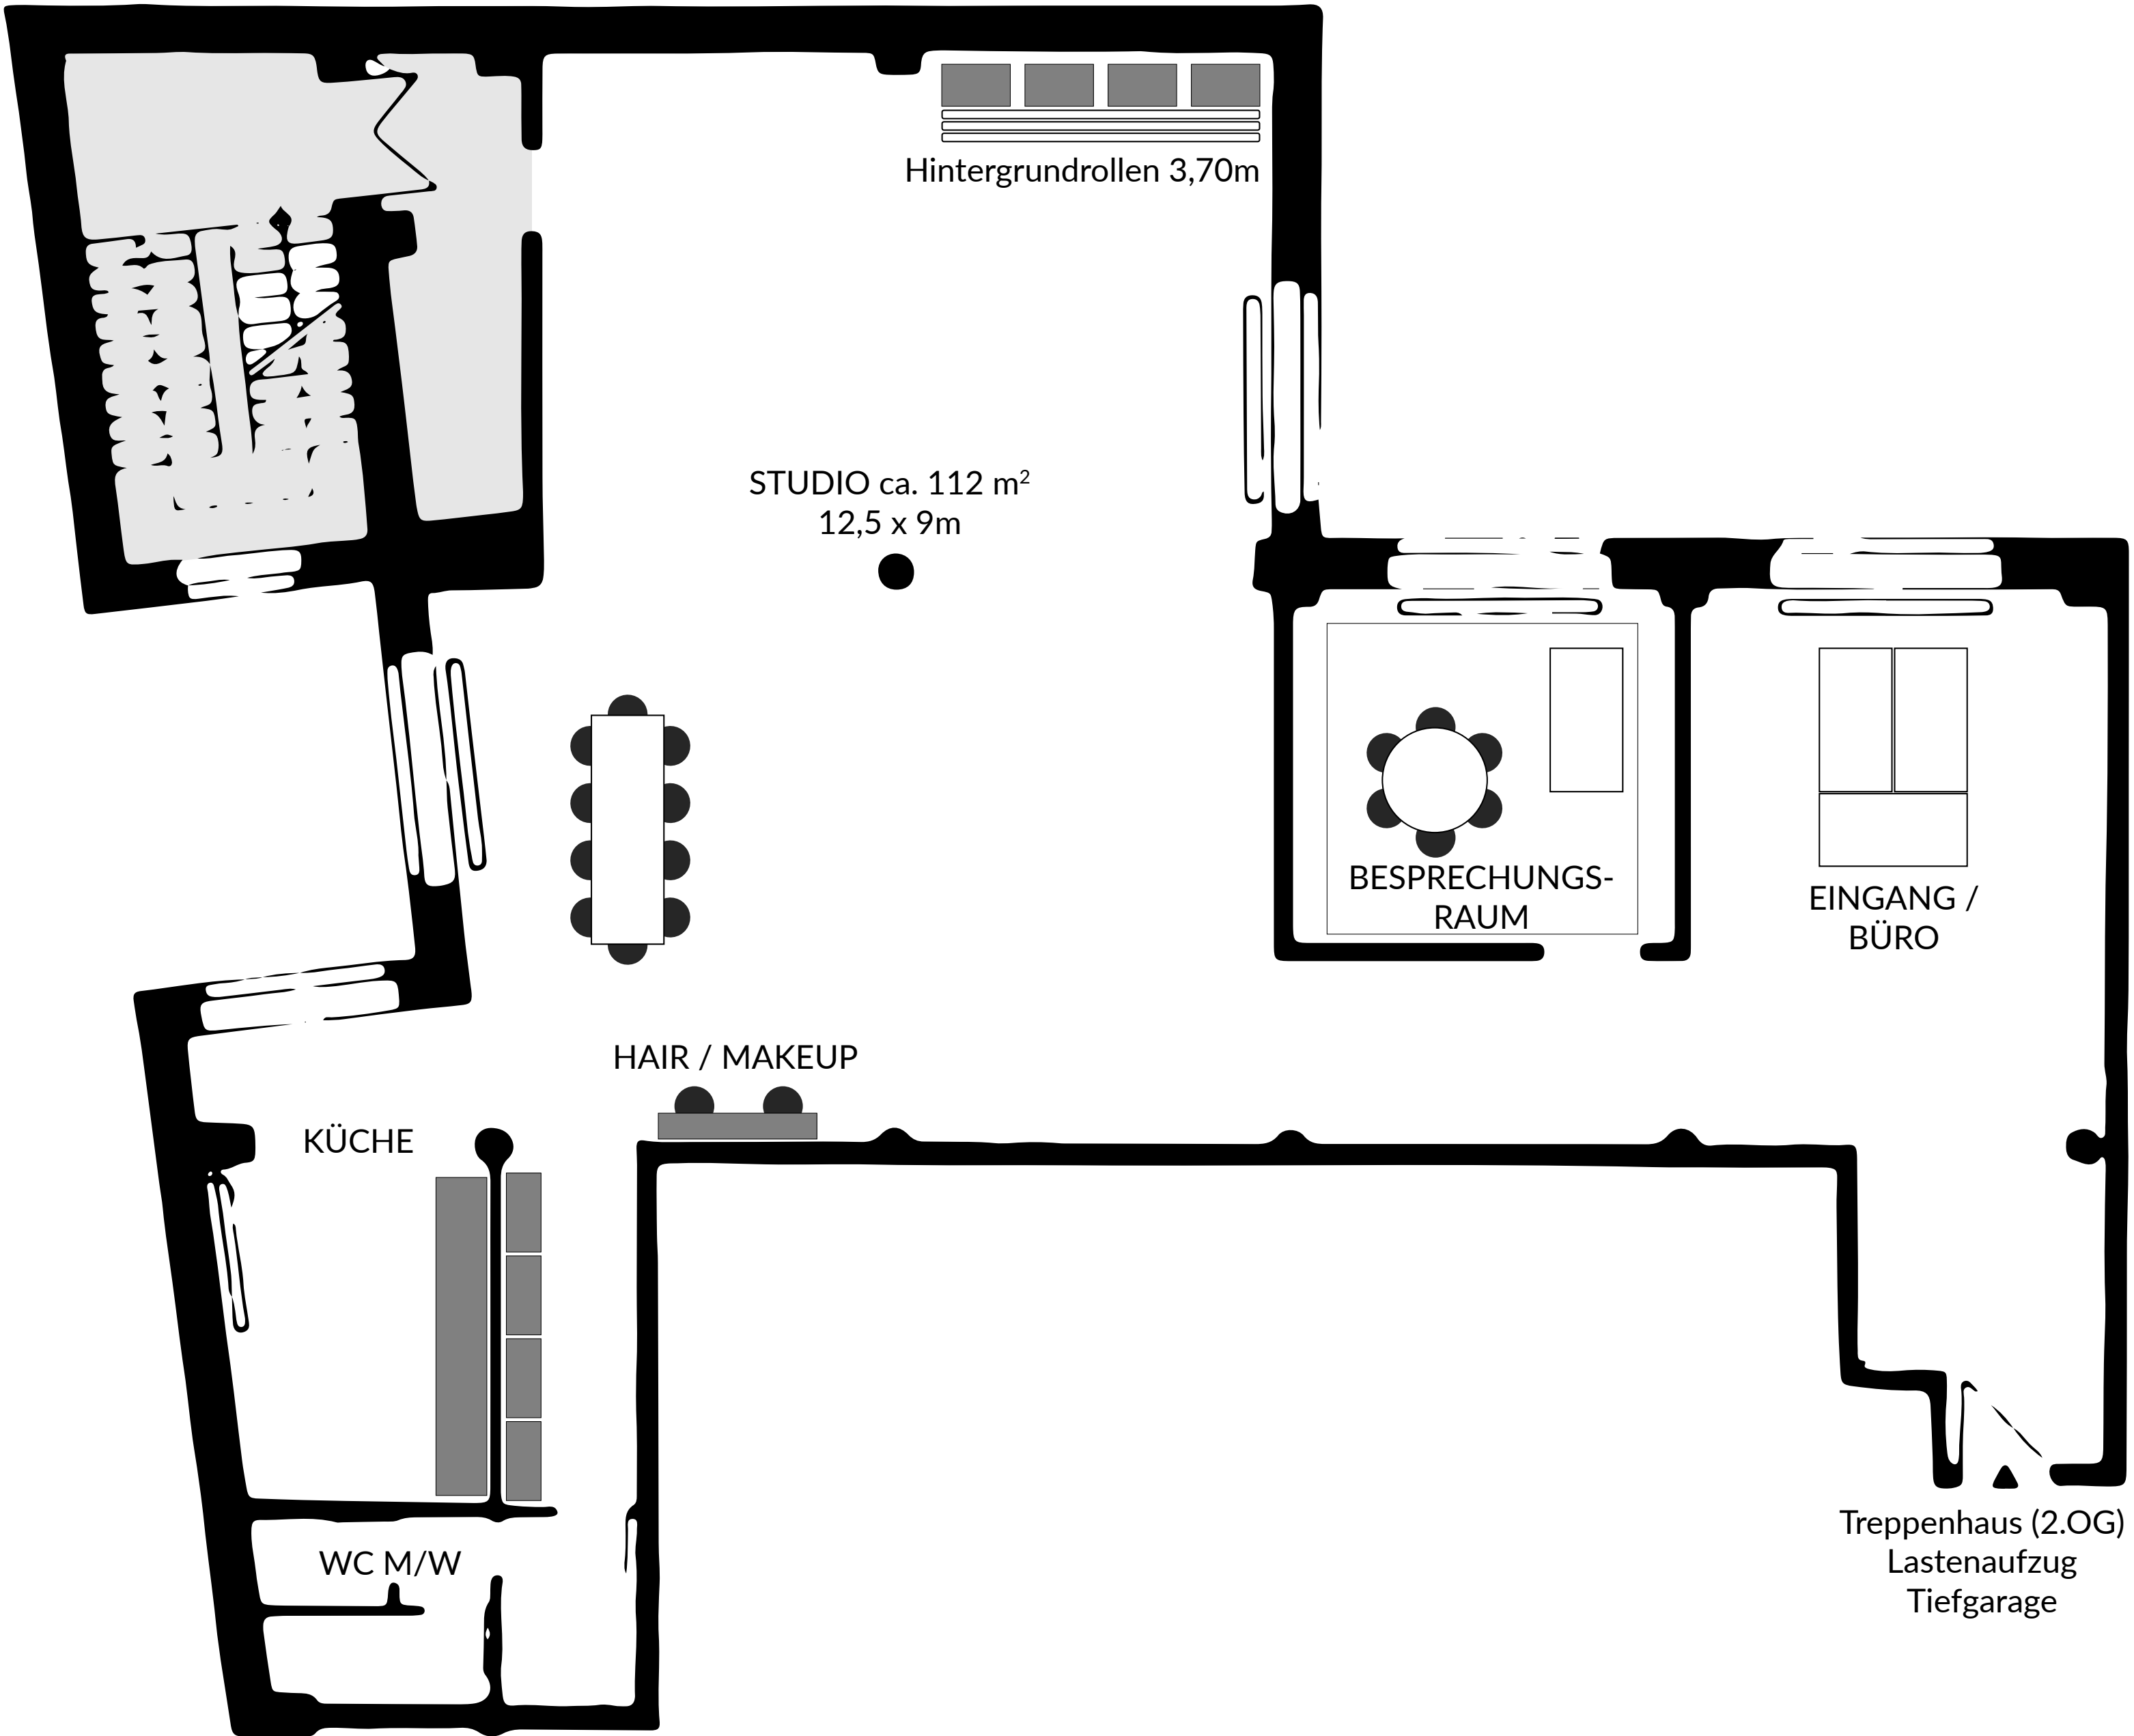 Hintergrundrollen 3,70m
STUDIO ca. 112 m²
12,5 x 9m
BESPRECHUNGS-
RAUM
EINGANG /
BÜRO
HAIR / MAKEUP
KÜCHE
WC M/W
Treppenhaus (2.OG)
Lastenaufzug
Tiefgarage